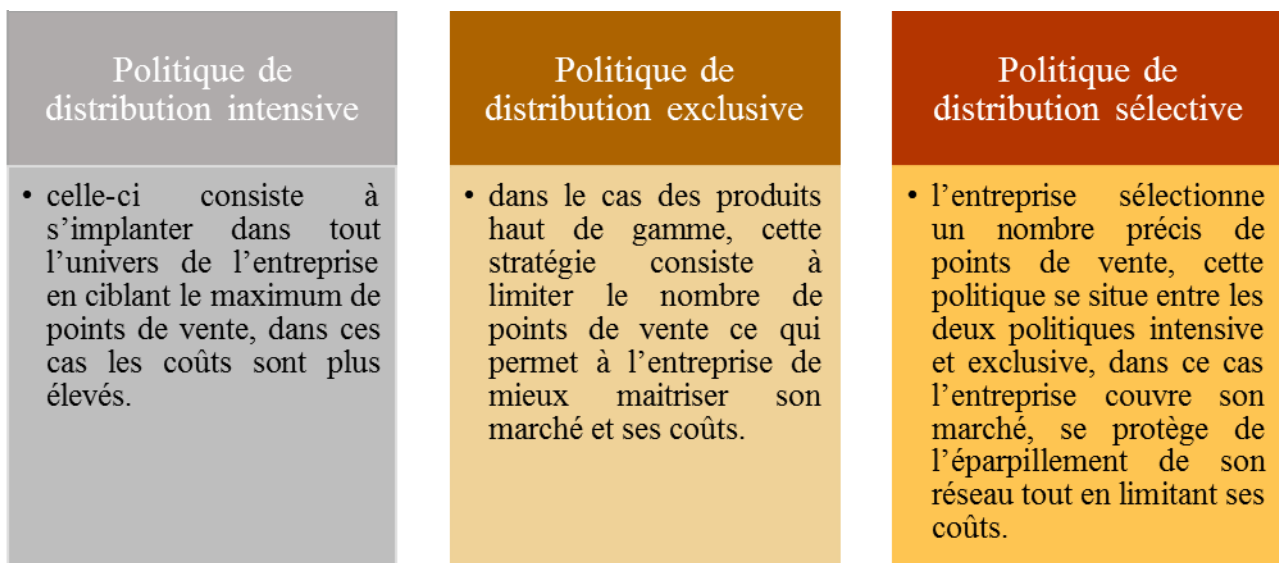 Politique de
distribution intensive
• celle-ci consiste à
s’implanter dans tout
l’univers de l’entreprise
en ciblant le maximum de
points de vente, dans ces
cas les coûts sont plus
élevés.
Politique de
distribution exclusive
• dans le cas des produits
haut de gamme, cette
stratégie consiste à
limiter le nombre de
points de vente ce qui
permet à l’entreprise de
mieux maitriser son
marché et ses coûts.
Politique de
distribution sélective
• l’entreprise sélectionne
un nombre précis de
points de vente, cette
politique se situe entre les
deux politiques intensive
et exclusive, dans ce cas
l’entreprise couvre son
marché, se protège de
l’éparpillement de son
réseau tout en limitant ses
coûts.